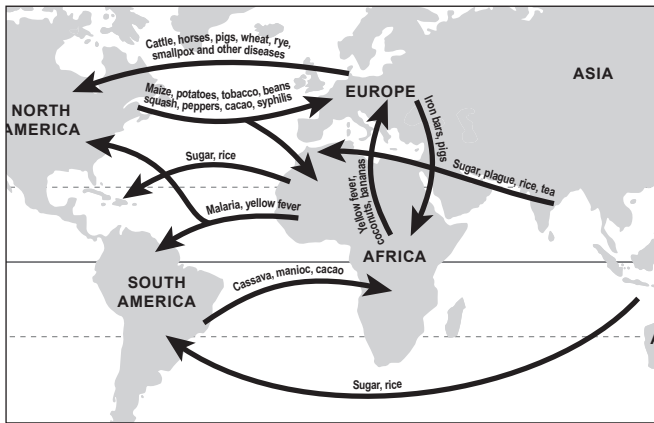 Cattle, horses, pigs, wheat, rye,
smallpox and other diseases
Maize, potatoes, tobacco, beans
squash, peppers, cacao, syphilis
EUROPE
ASIA
NORTH
AMERICA
Iron bars, pigs
Sugar, rice
Sugar, plague, rice, tea
Yellow fever,
coconuts, bananas
Malaria, yellow fever
AFRICA
SOUTH
AMERICA
Cassava, manioc, cacao
A
Sugar, rice